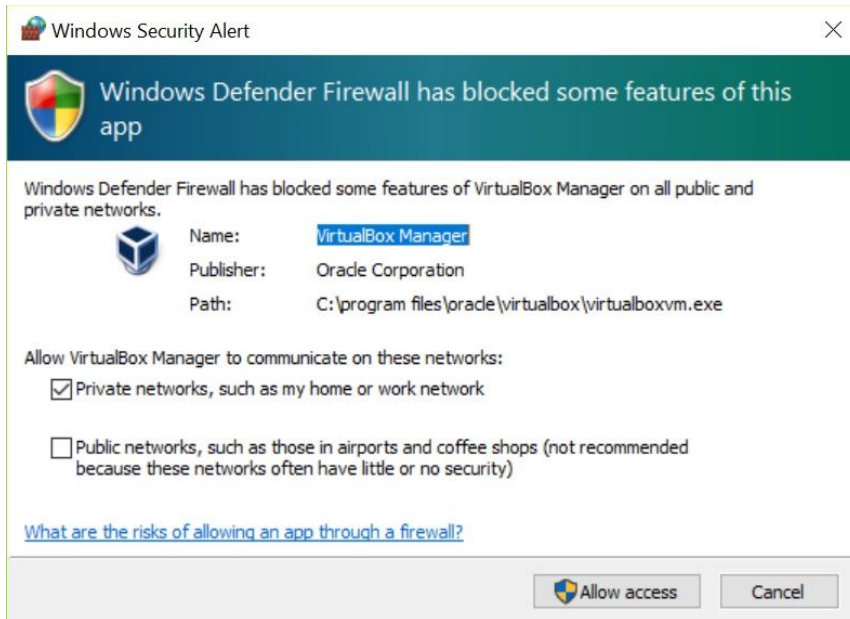 Windows Security Alert
Windows Defender Firewall has blocked some features of this
app
Windows Defender Firewall has blocked some features of VirtualBox Manager on all public and
private networks.
Name: VirtualBox Manager
Publisher: Oracle Corporation
Path: C:\program files\oracle\virtualbox\virtualboxvm.exe
Allow VirtualBox Manager to communicate on these networks:
Private networks, such as my home or work network
Public networks, such as those in airports and coffee shops (not recommended
because these networks often have little or no security)
What are the risks of allowing an app through a firewall?
Allow access Cancel